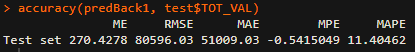 > accuracy(predBack1, test$TOT_VAL)
ME RMSE MAE MPE MAPE
Test set 270.4278 80596.03 51009.03 -0.5415049 11.40462